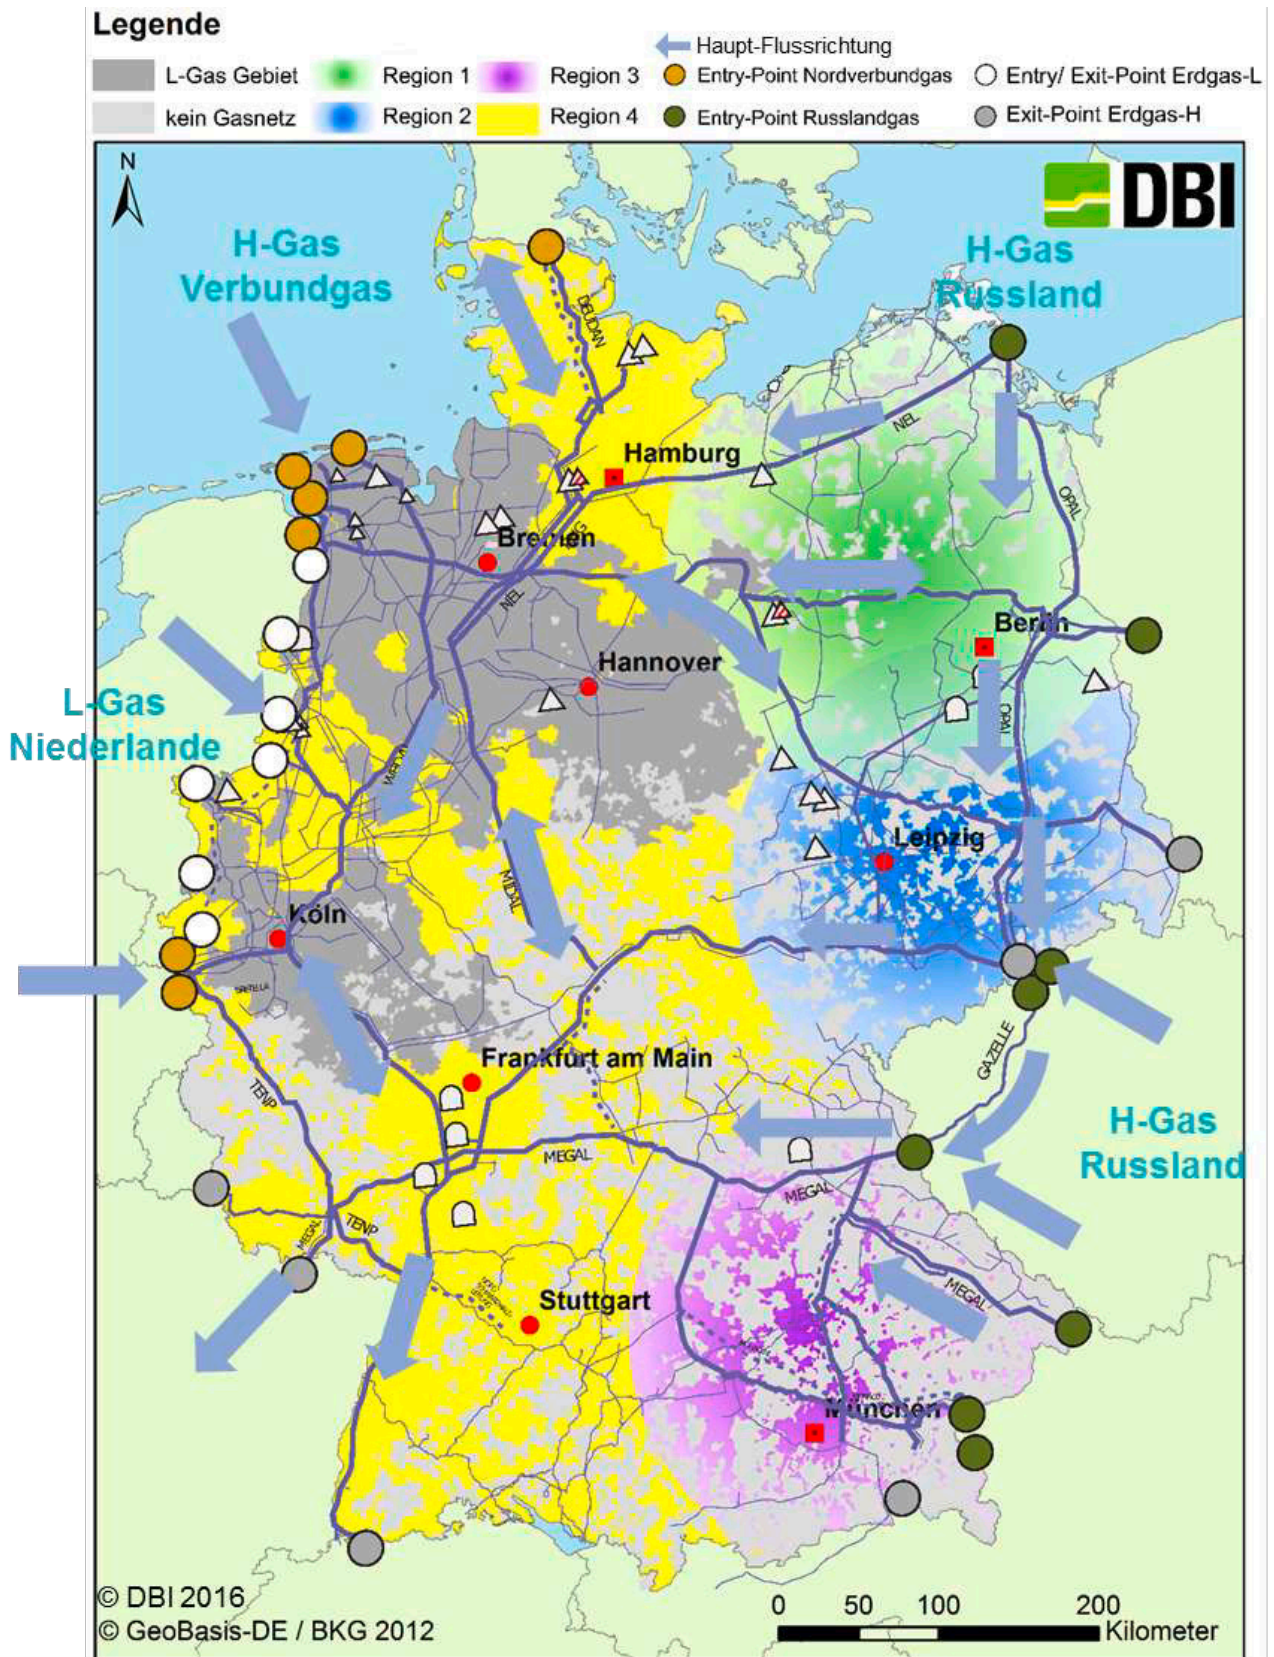 Legende
Haupt-Flussrichtung
L-Gas Gebiet
Region 1
Region 3
Entry-Point Nordverbundgas
Entry/ Exit-Point Erdgas-L
kein Gasnetz
Region 2
Region 4
Entry-Point Russlandgas
Exit-Point Erdgas-H
N
DBI
H-Gas
Verbundgas
H-Gas
Russland
DEUDAN
NEL
Hamburg
OPAL
Bremen
NEL
Berlin
Hannover
L-Gas
Niederlande
OPAL
Leipzig
MIDAL
Köln
GAZELLE
Frankfurt am Main
TENP
H-Gas
Russland
MEGAL
MEGAL
MEGAL
TENP
MEGAL
Stuttgart
München
© DBI 2016
© GeoBasis-DE / BKG 2012
0 50 100 200
Kilometer